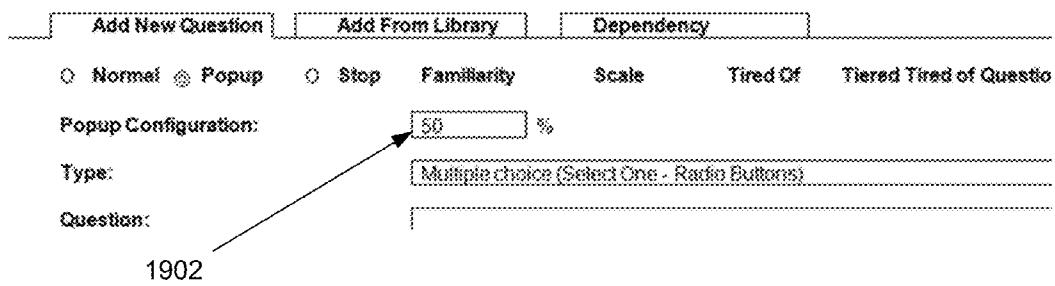 Add New Question Add From Library Dependency
Normal Popup Stop Familiarity Scale Tired Of Tiered Tired of Questio
Popup Configuration: 50 %
Type: Multiple choice (Select One - Radio Buttons)
Question:
1902